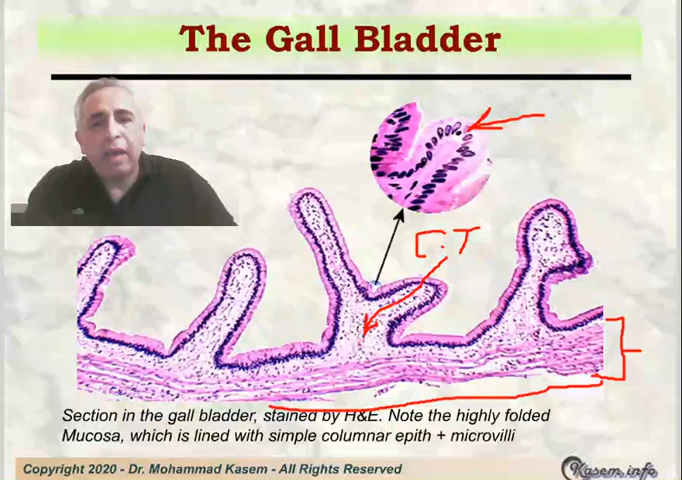 The Gall Bladder
C.T
Section in the gall bladder, stained by H&E. Note the highly folded
Mucosa, which is lined with simple columnar epith + microvilli
Copyright 2020 - Dr. Mohammad Kasem - All Rights Reserved
Kasem.info